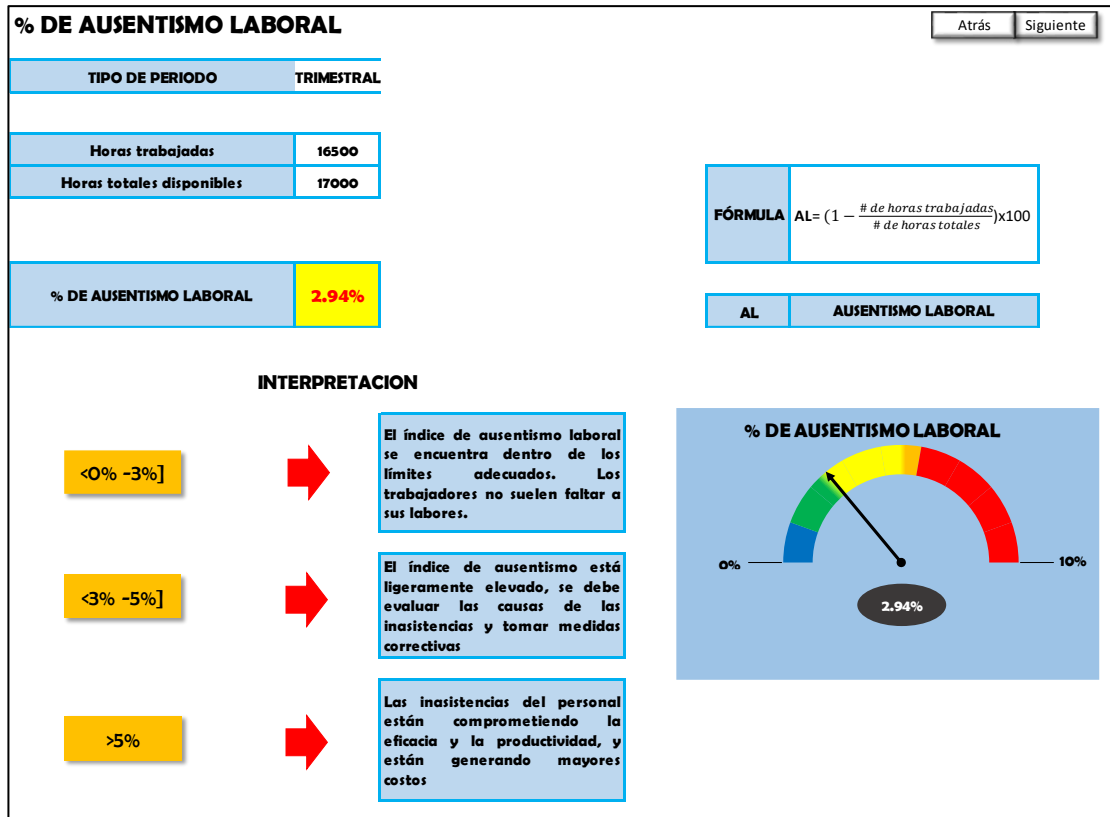 % DE AUSENTISMO LABORAL
Atrás
Siguiente
TIPO DE PERIODO
TRIMESTRAL
Horas trabajadas
16500
Horas totales disponibles
17000
FÓRMULA
AL= (1 − # de horas trabajadas / # de horas totales)x100
% DE AUSENTISMO LABORAL
2.94%
AL
AUSENTISMO LABORAL
INTERPRETACION
<0% -3%]
El índice de ausentismo laboral
se encuentra dentro de los
límites adecuados. Los
trabajadores no suelen faltar a
sus labores.
<3% -5%]
El índice de ausentismo está
ligeramente elevado, se debe
evaluar las causas de las
inasistencias y tomar medidas
correctivas
>5%
Las inasistencias del personal
están comprometiendo la
eficacia y la productividad, y
están generando mayores
costos
% DE AUSENTISMO LABORAL
0%
10%
2.94%